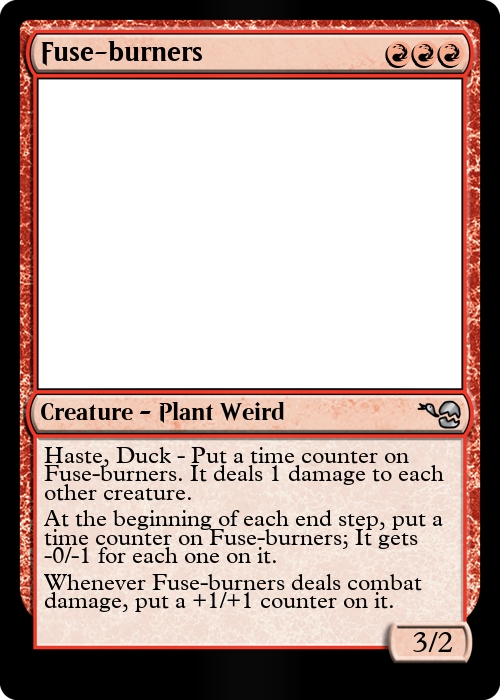 Fuse-burners
Creature - Plant Weird
Haste, Duck - Put a time counter on
Fuse-burners. It deals 1 damage to each
other creature.
At the beginning of each end step, put a
time counter on Fuse-burners; It gets
-0/-1 for each one on it.
Whenever Fuse-burners deals combat
damage, put a +1/+1 counter on it.
3/2